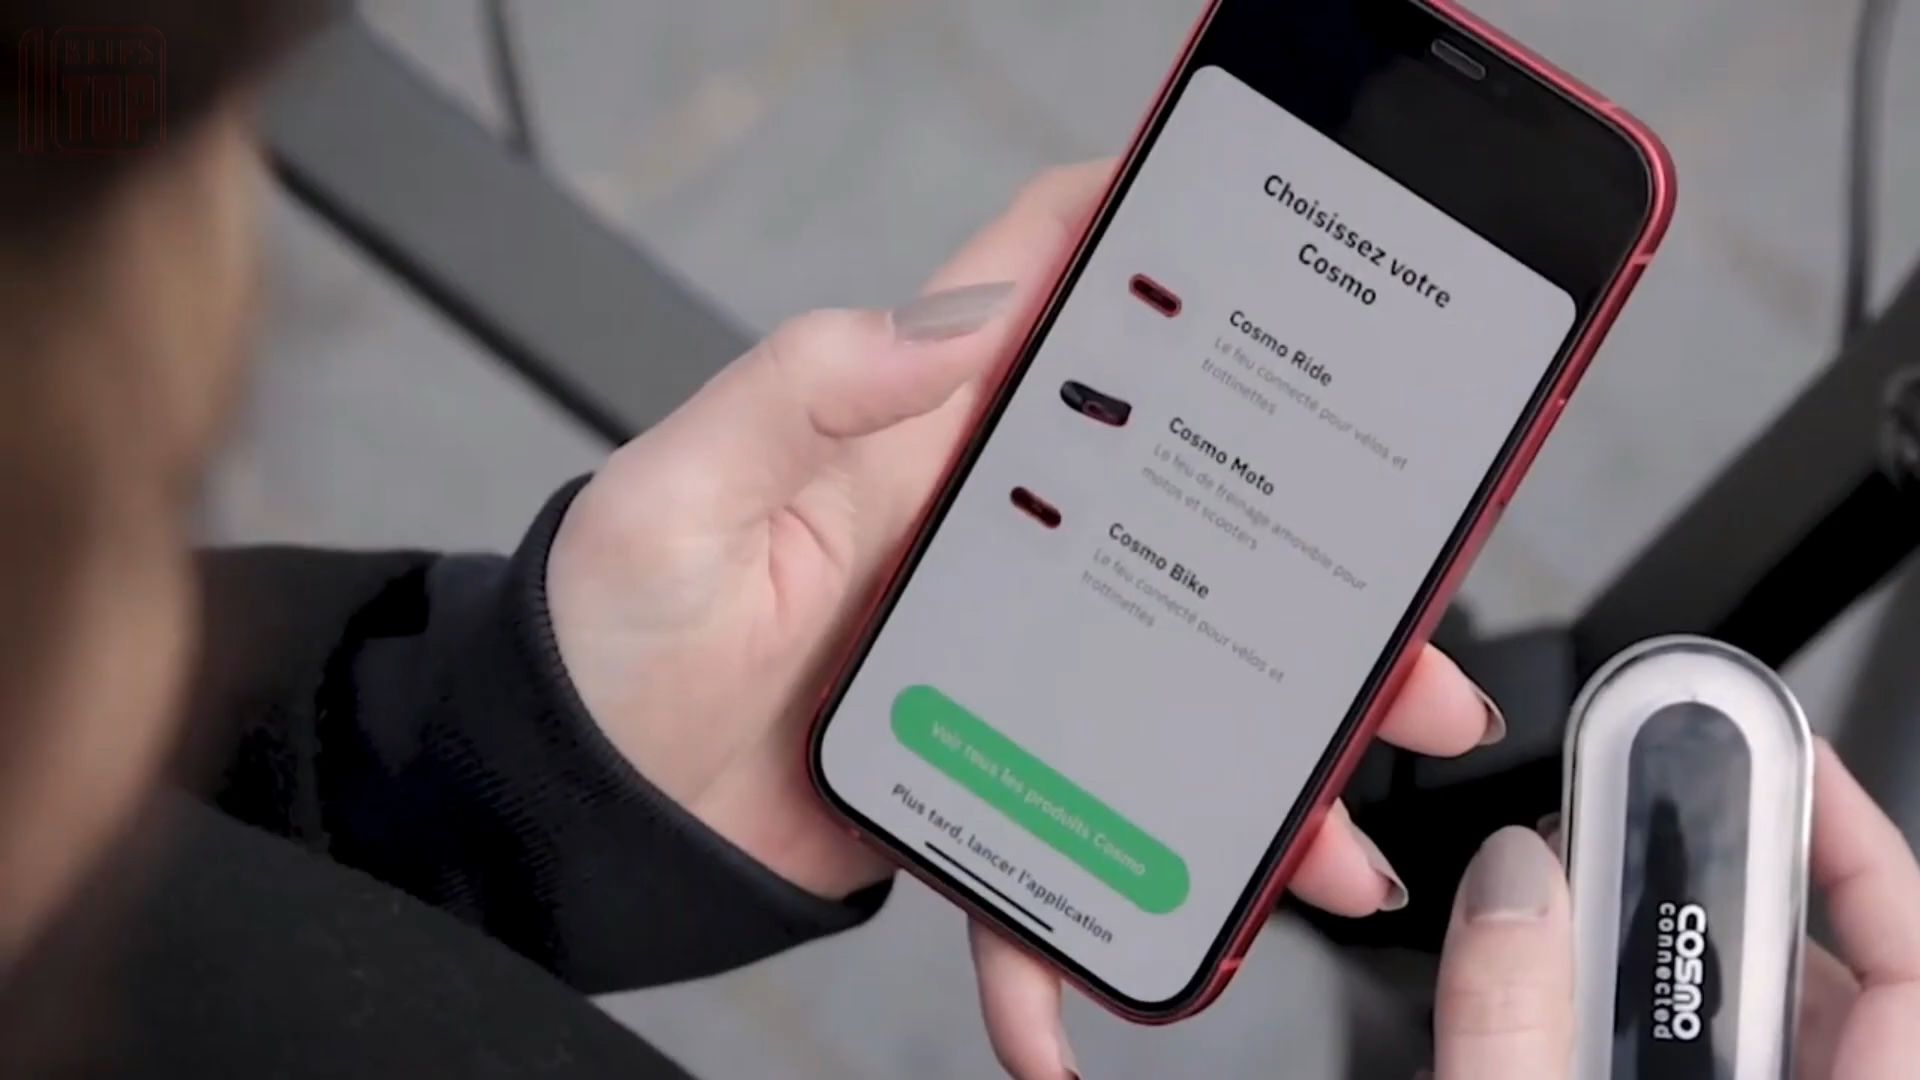 KLIPS
TOP
Choisissez votre
Cosmo
Cosmo Ride
Le feu connecté pour vélos et
trottinettes
Cosmo Moto
Le feu de freinage amovible pour
motos et scooters
Cosmo Bike
Le feu connecté pour vélos et
trottinettes
Voir tous les produits Cosmo
Plus tard, lancer l'application
cosmo
connected